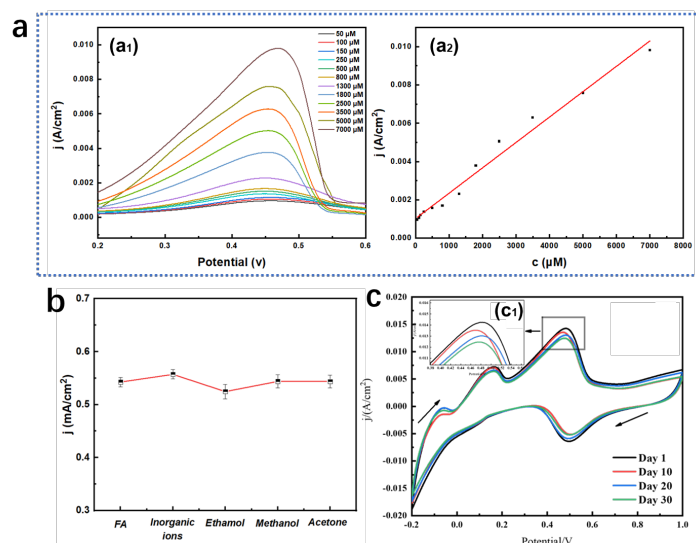 a
(a1)
50 μM
100 μM
150 μM
250 μM
500 μM
800 μM
1300 μM
1800 μM
2500 μM
3500 μM
5000 μM
7000 μM
j (A/cm²)
0.010
0.008
0.006
0.004
0.002
0.000
0.2 0.3 0.4 0.5 0.6
Potential (v)
(a2)
j (A/cm²)
0.010
0.008
0.006
0.004
0.002
0.000
0 1000 2000 3000 4000 5000 6000 7000 8000
c (μM)
b
j (mA/cm²)
0.7
0.6
0.5
0.4
0.3
FA
Inorganic
ions
Ethamol
Methanol
Acetone
c
(c1)
j/(A/cm²)
0.015
0.010
0.005
0.000
-0.005
-0.010
-0.015
-0.020
-0.2 0.0 0.2 0.4 0.6 0.8 1.0
Day 1
Day 10
Day 20
Day 30
Potential/V